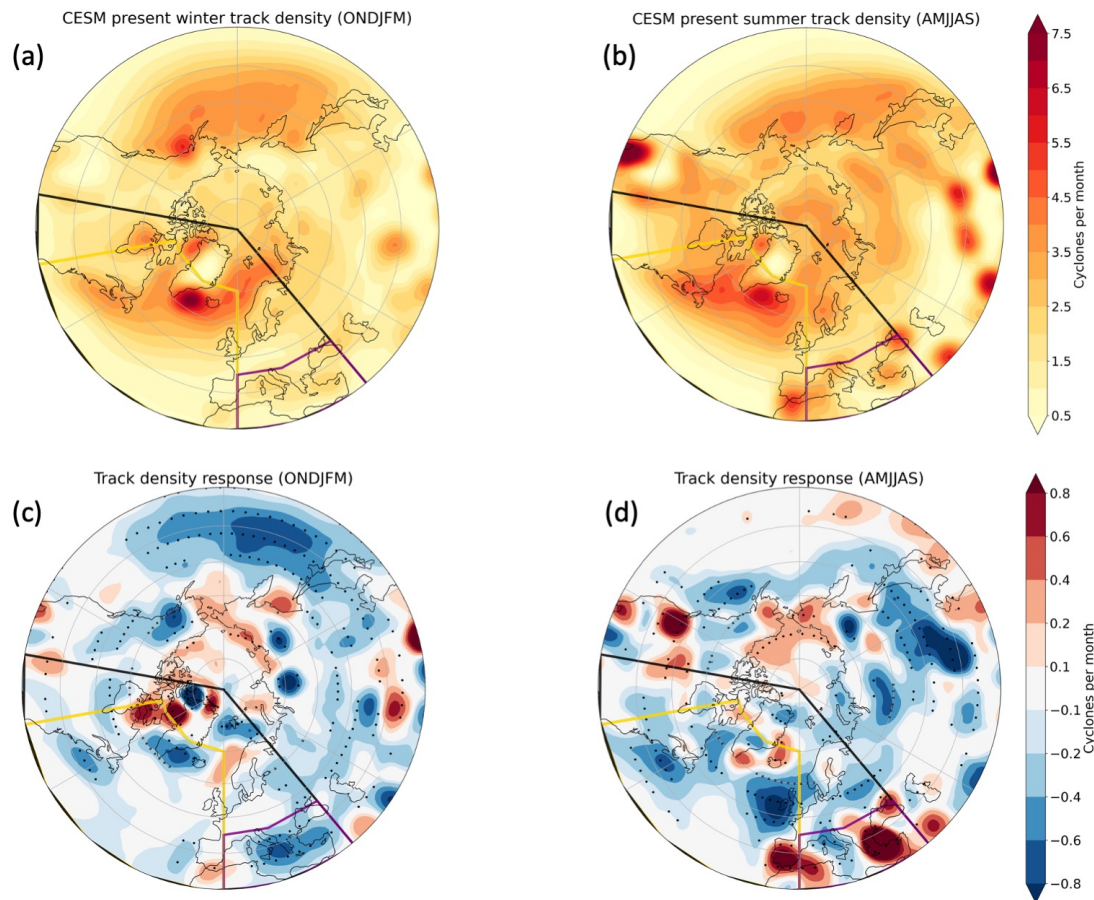 CESM present winter track density (ONDJFM)
CESM present summer track density (AMJJAS)
(a)
(b)
7.5
6.5
5.5
4.5
3.5
2.5
1.5
0.5
Cyclones per month
Track density response (ONDJFM)
Track density response (AMJJAS)
(c)
(d)
0.8
0.6
0.4
0.2
0.1
−0.1
−0.2
−0.4
−0.6
−0.8
Cyclones per month